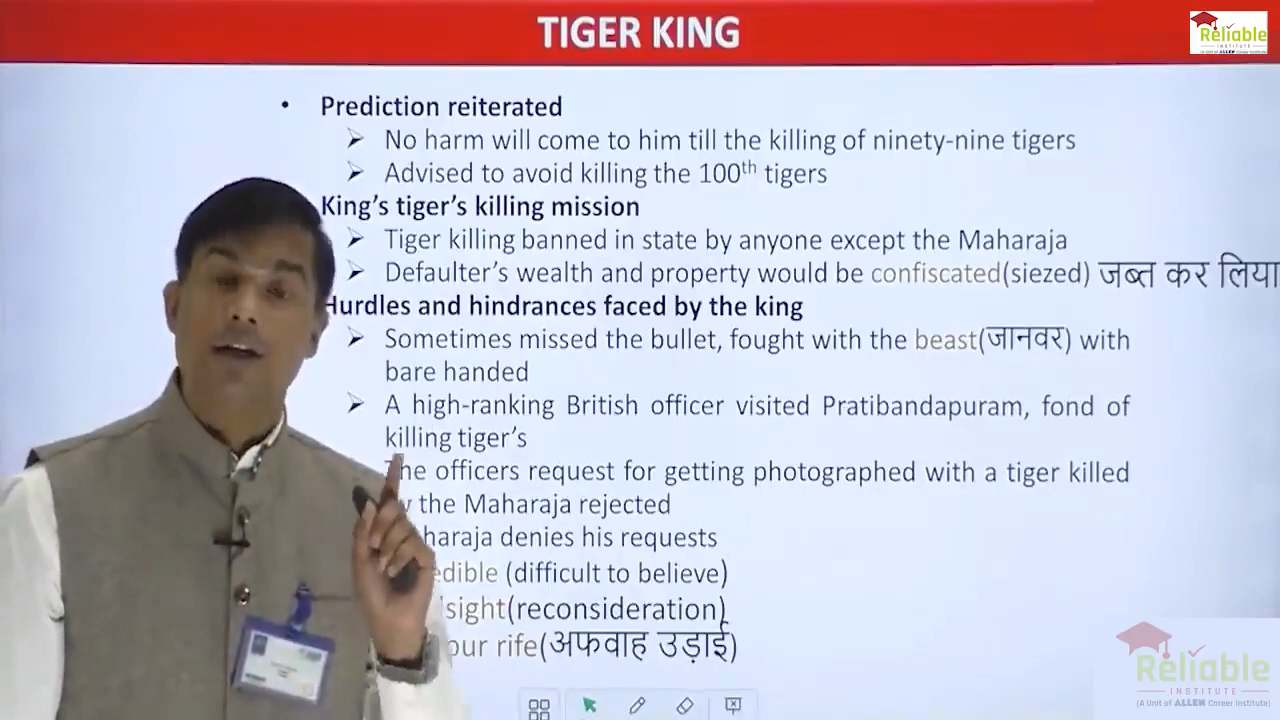 TIGER KING
Reliable
INSTITUTE
(A Unit of ALLEN Career Institute)
• Prediction reiterated
➤ No harm will come to him till the killing of ninety-nine tigers
➤ Advised to avoid killing the 100th tigers
King's tiger's killing mission
➤ Tiger killing banned in state by anyone except the Maharaja
➤ Defaulter's wealth and property would be confiscated(siezed) जब्त कर लिया
Hurdles and hindrances faced by the king
➤ Sometimes missed the bullet, fought with the beast(जानवर) with
bare handed
➤ A high-ranking British officer visited Pratibandapuram, fond of
killing tiger's
The officers request for getting photographed with a tiger killed
the Maharaja rejected
denies his requests
(difficult to believe)
(reconsideration)
rife(अफवाह उड़ाई)
Reliable
INSTITUTE
(A Unit of ALLEN Career Institute)